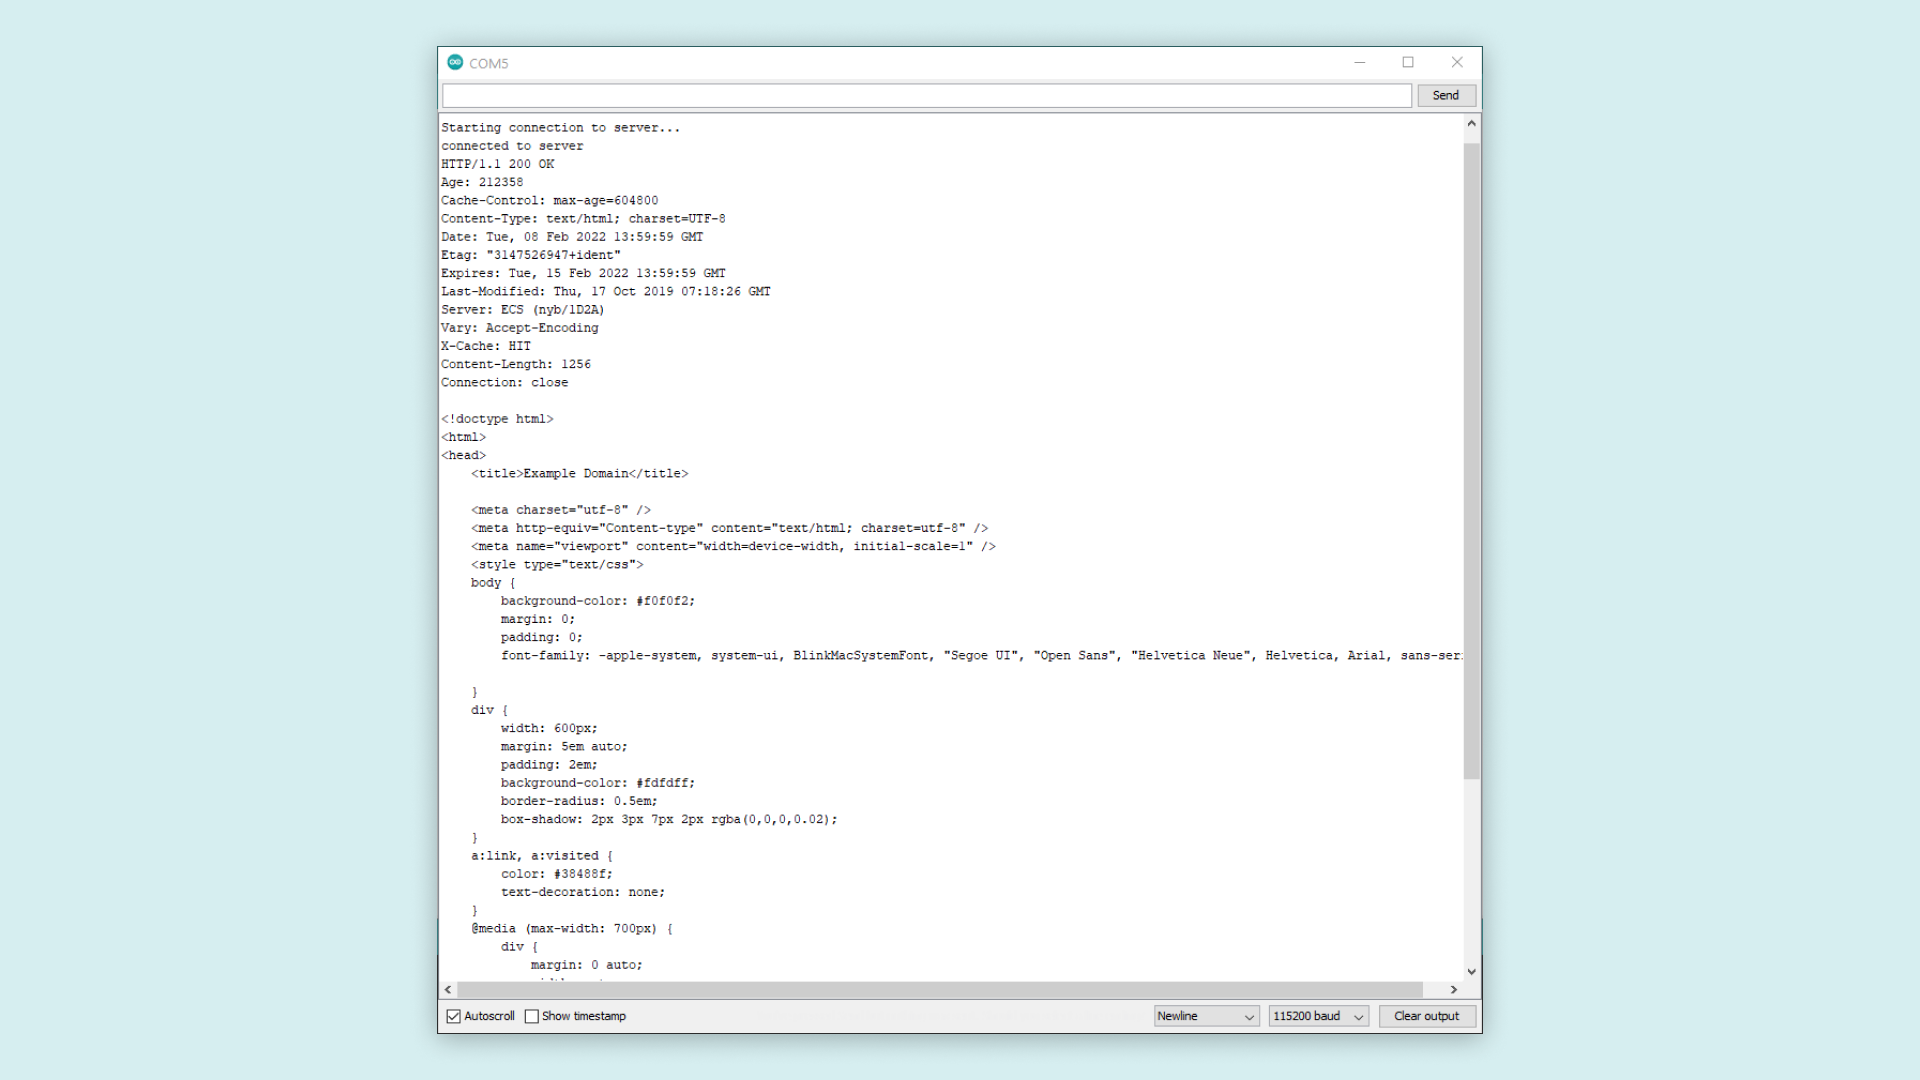 COM5
Send
Starting connection to server...
connected to server
HTTP/1.1 200 OK
Age: 212358
Cache-Control: max-age=604800
Content-Type: text/html; charset=UTF-8
Date: Tue, 08 Feb 2022 13:59:59 GMT
Etag: "3147526947+ident"
Expires: Tue, 15 Feb 2022 13:59:59 GMT
Last-Modified: Thu, 17 Oct 2019 07:18:26 GMT
Server: ECS (nyb/1D2A)
Vary: Accept-Encoding
X-Cache: HIT
Content-Length: 1256
Connection: close
<!doctype html>
<html>
<head>
    <title>Example Domain</title>
    <meta charset="utf-8" />
    <meta http-equiv="Content-type" content="text/html; charset=utf-8" />
    <meta name="viewport" content="width=device-width, initial-scale=1" />
    <style type="text/css">
    body {
        background-color: #f0f0f2;
        margin: 0;
        padding: 0;
        font-family: -apple-system, system-ui, BlinkMacSystemFont, "Segoe UI", "Open Sans", "Helvetica Neue", Helvetica, Arial, sans-ser
    }
    div {
        width: 600px;
        margin: 5em auto;
        padding: 2em;
        background-color: #fdfdff;
        border-radius: 0.5em;
        box-shadow: 2px 3px 7px 2px rgba(0,0,0,0.02);
    }
    a:link, a:visited {
        color: #38488f;
        text-decoration: none;
    }
    @media (max-width: 700px) {
        div {
            margin: 0 auto;
Autoscroll Show timestamp Newline 115200 baud Clear output